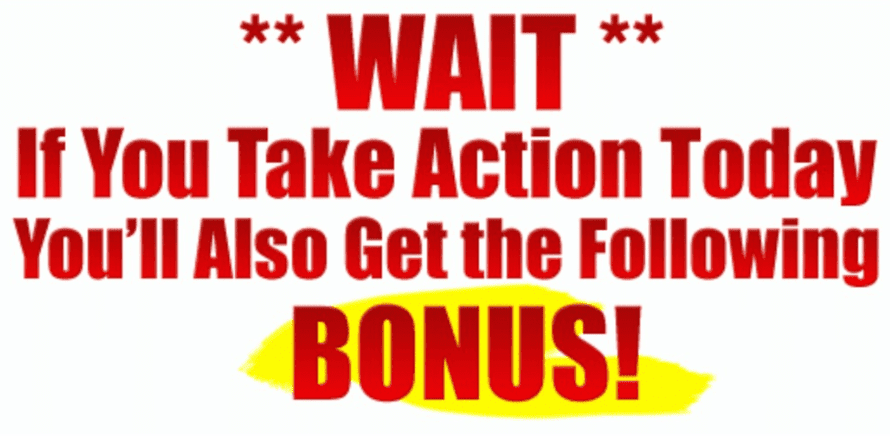 ** WAIT **
If You Take Action Today
You'll Also Get the Following
BONUS!